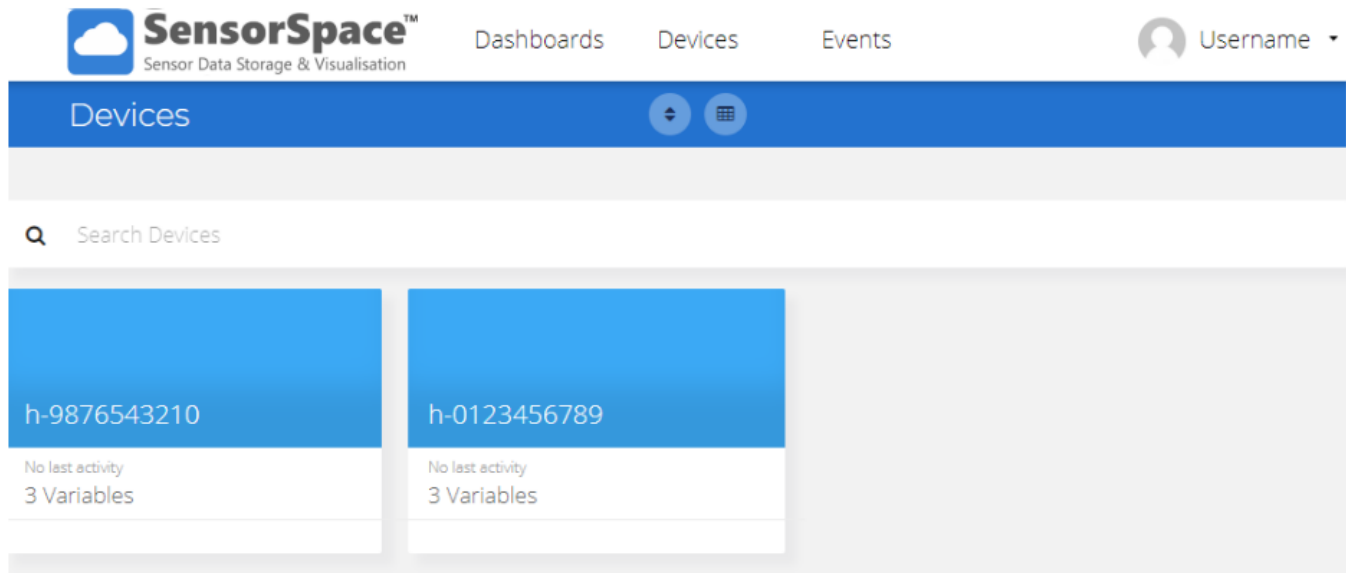 SensorSpace™
Sensor Data Storage & Visualisation
Dashboards
Devices
Events
Username
Devices
Search Devices
h-9876543210
No last activity
3 Variables
h-0123456789
No last activity
3 Variables